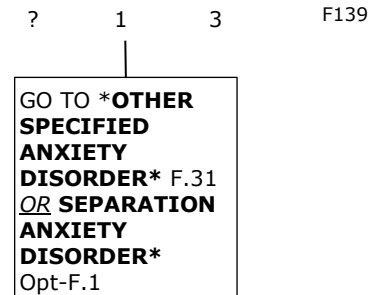 ? 1 3 F139
GO TO *OTHER
SPECIFIED
ANXIETY
DISORDER* F.31
OR SEPARATION
ANXIETY
DISORDER*
Opt-F.1